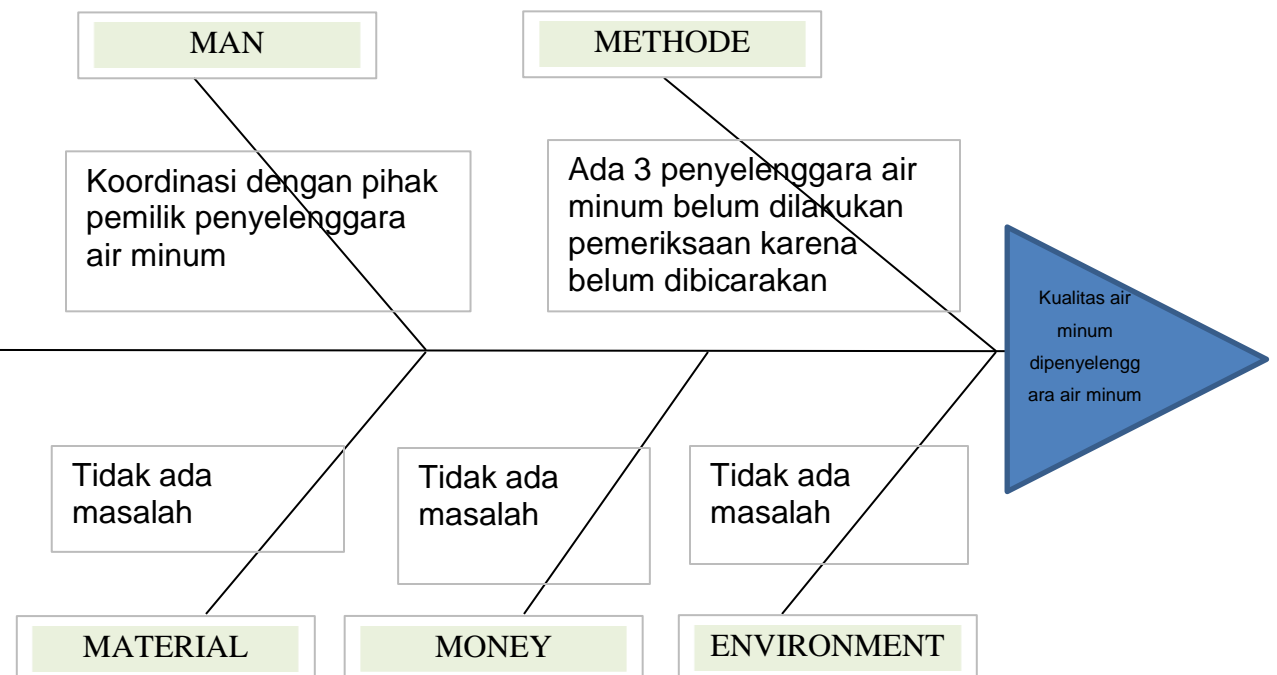 MAN
METHODE
Koordinasi dengan pihak
pemilik penyelenggara
air minum
Ada 3 penyelenggara air
minum belum dilakukan
pemeriksaan karena
belum dibicarakan
Kualitas air
minum
dipenyelengg
ara air minum
Tidak ada
masalah
Tidak ada
masalah
Tidak ada
masalah
MATERIAL
MONEY
ENVIRONMENT